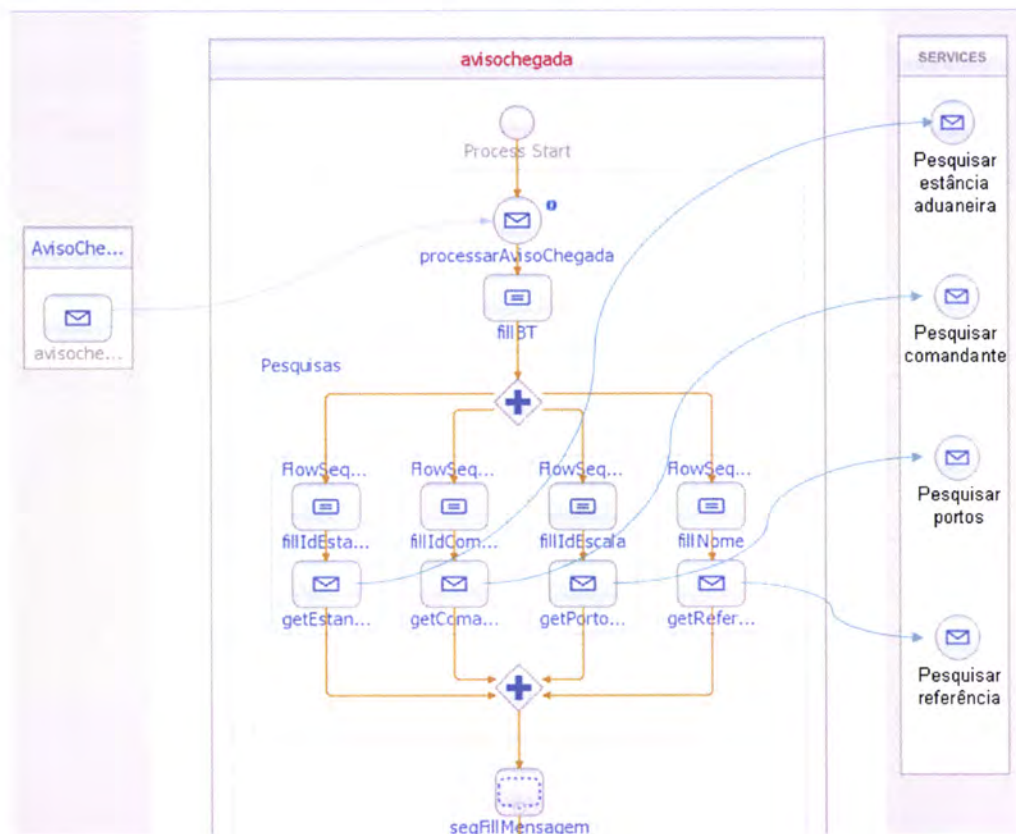 avisochegada
SERVICES
Process Start
Pesquisar
estância
aduaneira
AvisoChe...
processarAvisoChegada
avisoche...
fillBT
Pesquisar
comandante
Pesquisas
FlowSeq...
FlowSeq...
FlowSeq...
FlowSeq...
Pesquisar
portos
fillIdEsta...
fillIdCom...
fillIdEscala
fillNome
getEstan...
getComa...
getPorto...
getRefer...
Pesquisar
referência
seqFillMensagem